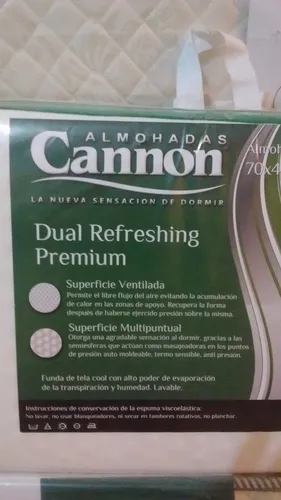 ALMOHADAS
Cannon
LA NUEVA SENSACION DE DORMIR
Almoh
70x4
Dual Refreshing
Premium
Superficie Ventilada
Permite el libre flujo del aire evitando la acumulación
de calor en las zonas de apoyo. Recupera la forma
después de haberse ejercido presión sobre la misma.
Superficie Multipuntual
Otorga una agradable sensación al dormir, gracias a las
semiesferas que actúan como masajeadoras en los puntos
de presión auto moldeable, termo sensible, anti presión.
Funda de tela cool con alto poder de evaporación
de la transpiración y humedad. Lavable.
Instrucciones de conservación de la espuma viscoelástica:
No lavar, no usar blanqueadores, ni secar en tambores rotativos, no planchar.